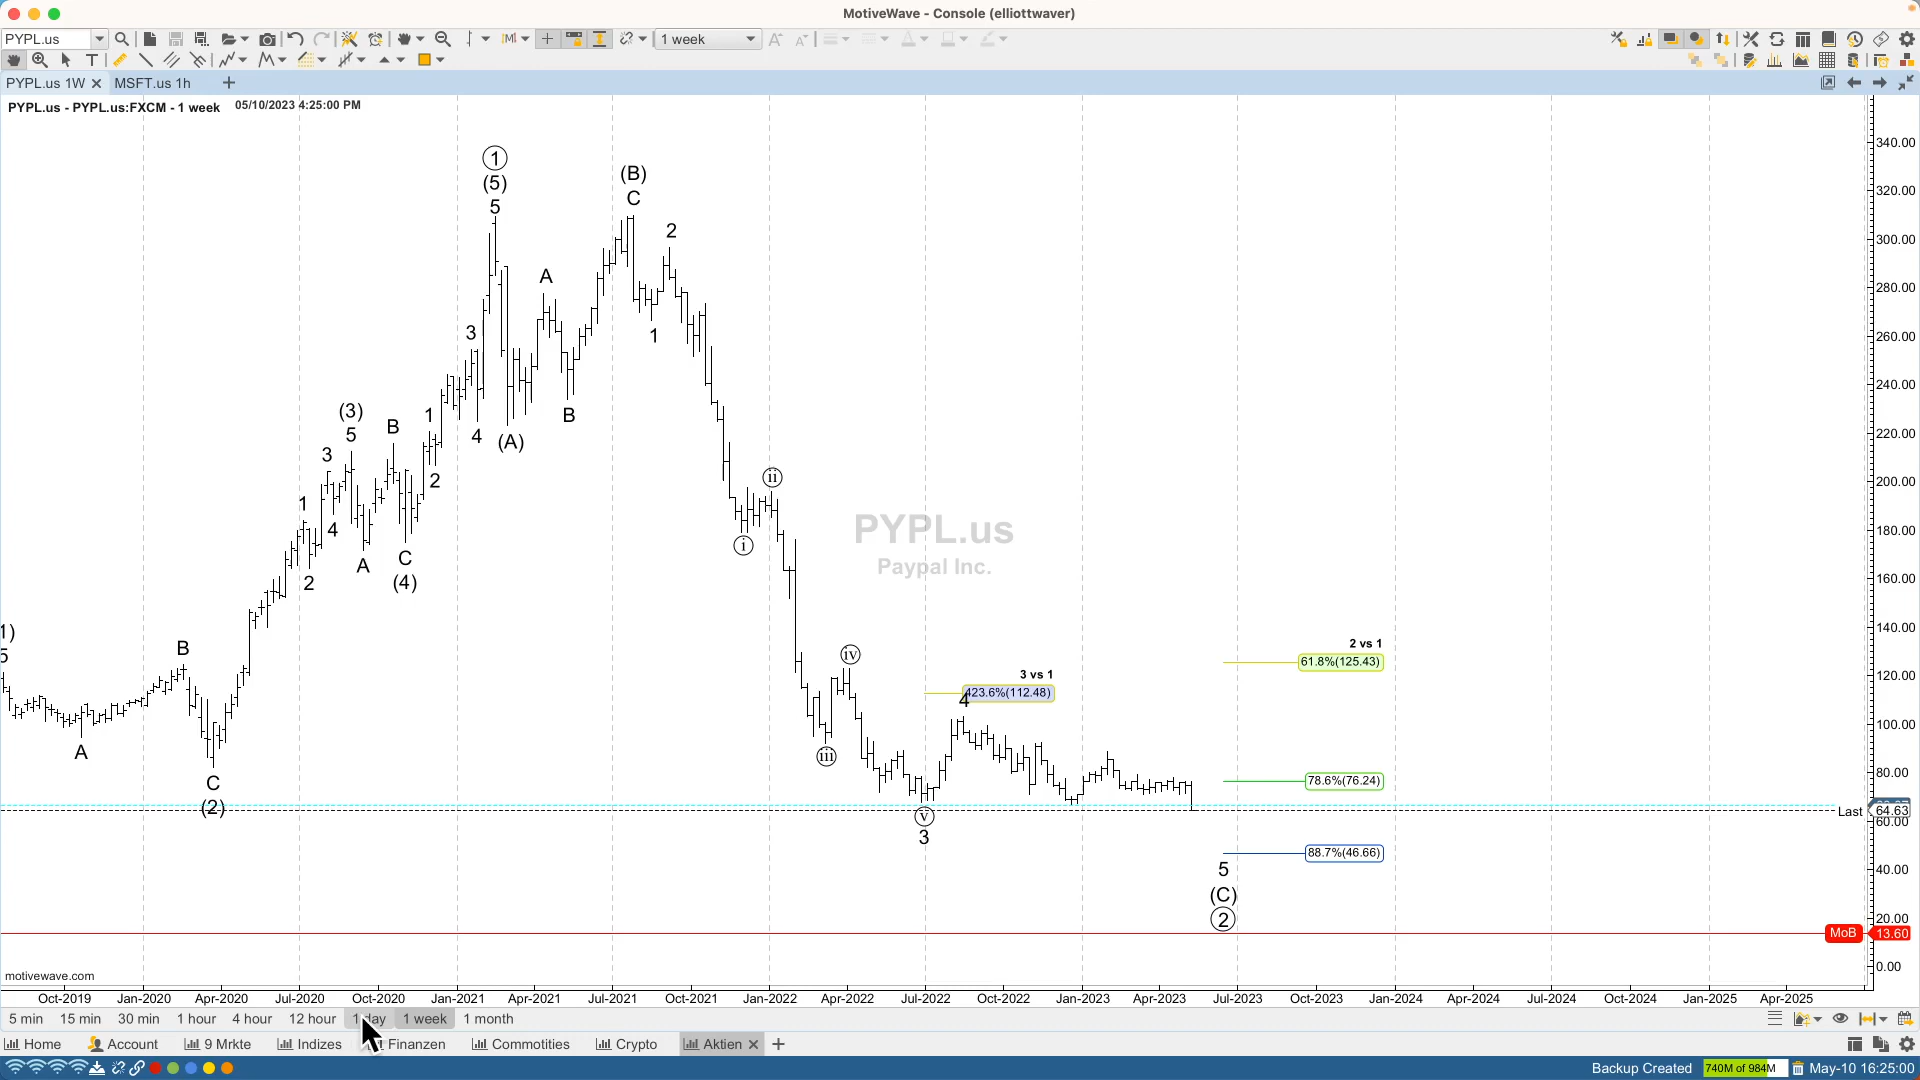 MotiveWave - Console (elliottwaver)
PYPL.us
1 week
PYPL.us 1W
MSFT.us 1h
PYPL.us - PYPL.us:FXCM - 1 week
05/10/2023 4:25:00 PM
340.00
320.00
300.00
280.00
260.00
240.00
220.00
200.00
180.00
160.00
140.00
120.00
100.00
80.00
60.00
40.00
20.00
0.00
1
(5)
5
(B)
C
2
A
3
1
4
(A)
B
(3)
5
B
1
3
2
1
4
A
C
(4)
2
1)
5
B
A
C
(2)
ii
i
iv
iii
v
3
PYPL.us
Paypal Inc.
3 vs 1
423.6%(112.48)
4
2 vs 1
61.8%(125.43)
78.6%(76.24)
88.7%(46.66)
Last
64.63
5
(C)
2
MoB
13.60
motivewave.com
Oct-2019 Jan-2020 Apr-2020 Jul-2020 Oct-2020 Jan-2021 Apr-2021 Jul-2021 Oct-2021 Jan-2022 Apr-2022 Jul-2022 Oct-2022 Jan-2023 Apr-2023 Jul-2023 Oct-2023 Jan-2024 Apr-2024 Jul-2024 Oct-2024 Jan-2025 Apr-2025
5 min 15 min 30 min 1 hour 4 hour 12 hour 1 day 1 week 1 month
Home Account 9 Mrkte Indizes Finanzen Commotities Crypto Aktien
Backup Created 740M of 984M May-10 16:25:00